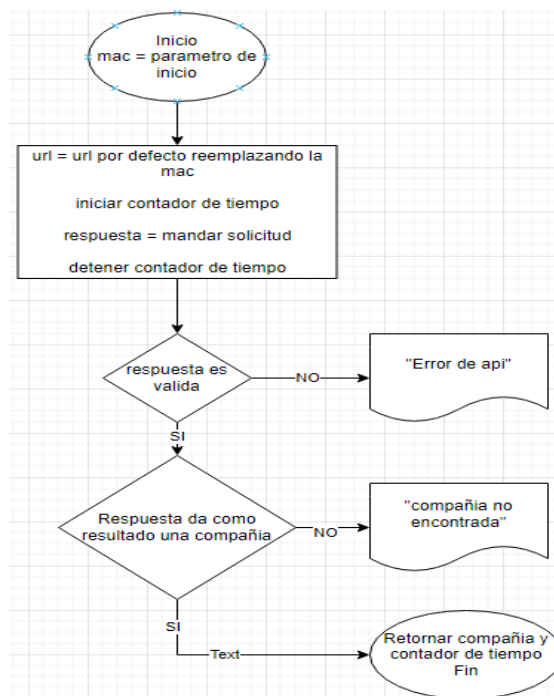 Inicio
mac = parametro de
inicio
url = url por defecto reemplazando la
mac
iniciar contador de tiempo
respuesta = mandar solicitud
detener contador de tiempo
respuesta es
valida
NO
"Error de api"
SI
Respuesta da como
resultado una compañia
NO
"compañia no
encontrada"
SI
Text
Retornar compañia y
contador de tiempo
Fin